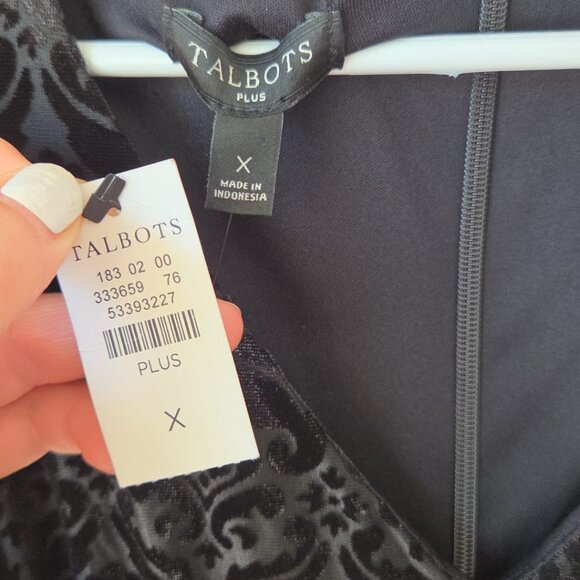 TALBOTS
PLUS
X
MADE IN
INDONESIA
TALBOTS
183 02 00
333659 76
53393227
PLUS
X